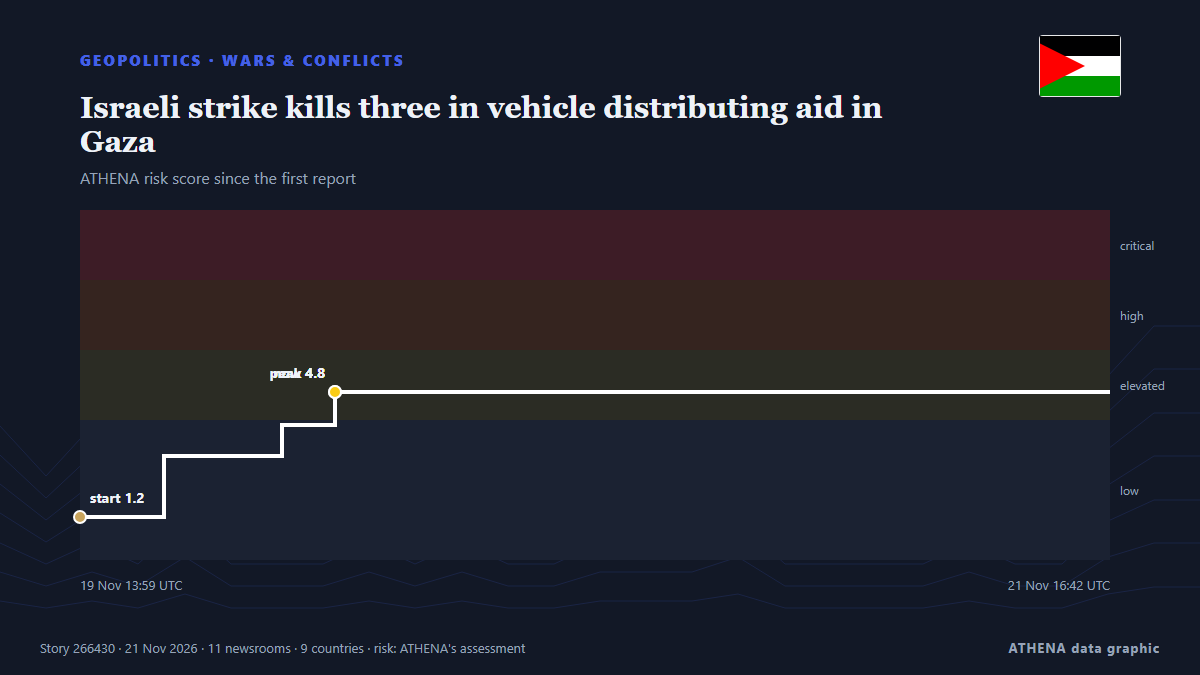 GEOPOLITICS · WARS & CONFLICTS
Israeli strike kills three in vehicle distributing aid in
Gaza
ATHENA risk score since the first report
critical
high
peak 4.8
elevated
start 1.2
low
19 Nov 13:59 UTC
21 Nov 16:42 UTC
Story 266430 · 21 Nov 2026 · 11 newsrooms · 9 countries · risk: ATHENA's assessment
ATHENA data graphic